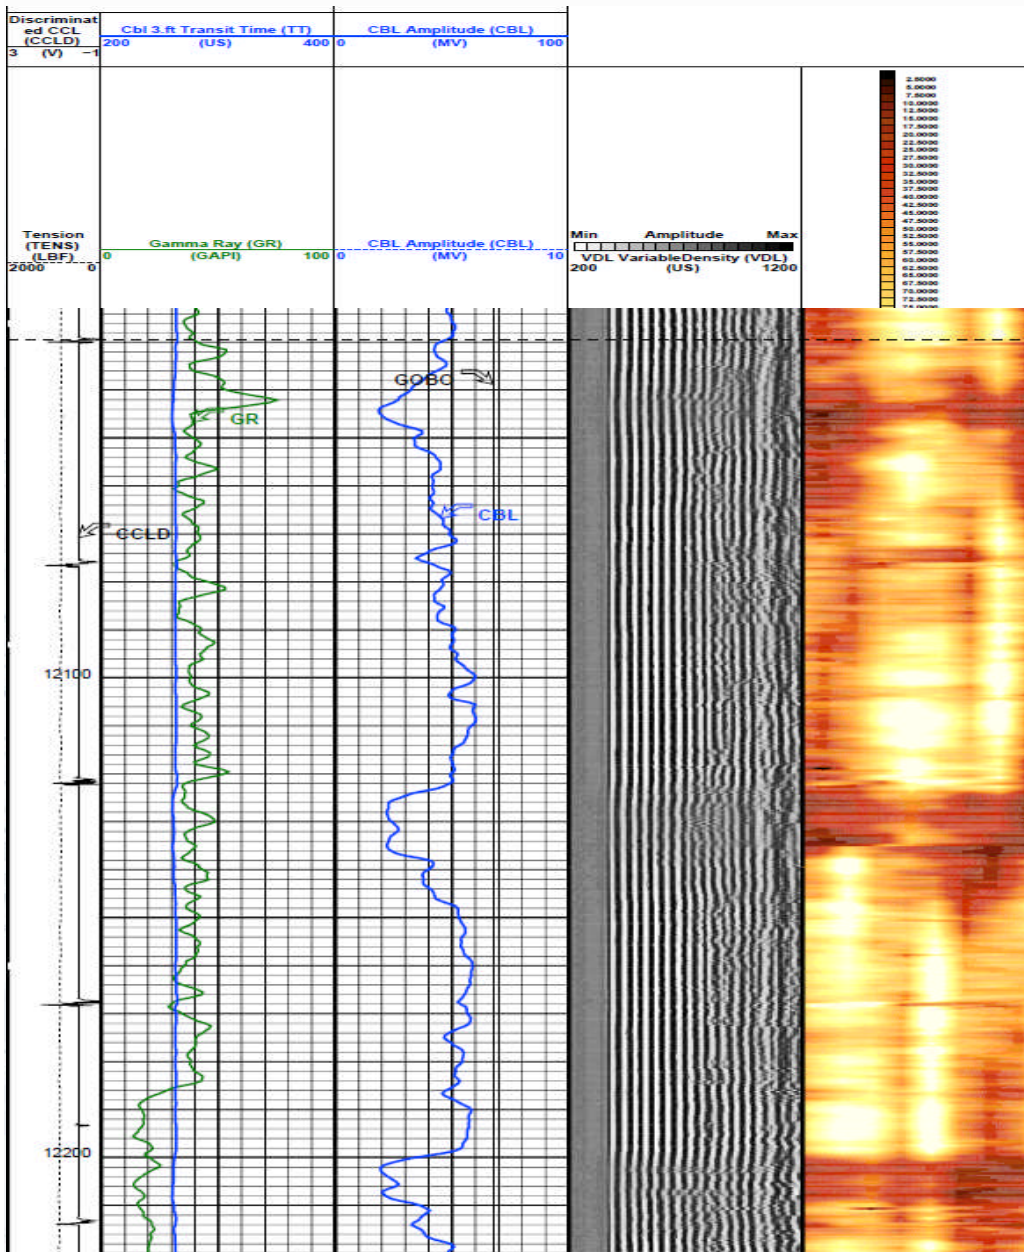 Discriminat
ed CCL
(CCLD)
3 (V) -1
Cbl 3.ft Transit Time (TT)
200 (US) 400
CBL Amplitude (CBL)
0 (MV) 100
Tension
(TENS)
(LBF)
2000 0
Gamma Ray (GR)
0 (GAPI) 100
CBL Amplitude (CBL)
0 (MV) 10
Min Amplitude Max
VDL VariableDensity (VDL)
200 (US) 1200
2.5000
5.0000
7.5000
10.0000
12.5000
15.0000
17.5000
20.0000
22.5000
25.0000
27.5000
30.0000
32.5000
35.0000
37.5000
40.0000
42.5000
45.0000
47.5000
50.0000
52.5000
55.0000
57.5000
60.0000
62.5000
65.0000
67.5000
70.0000
72.5000
GOBO
GR
CBL
CCLD
12100
12200